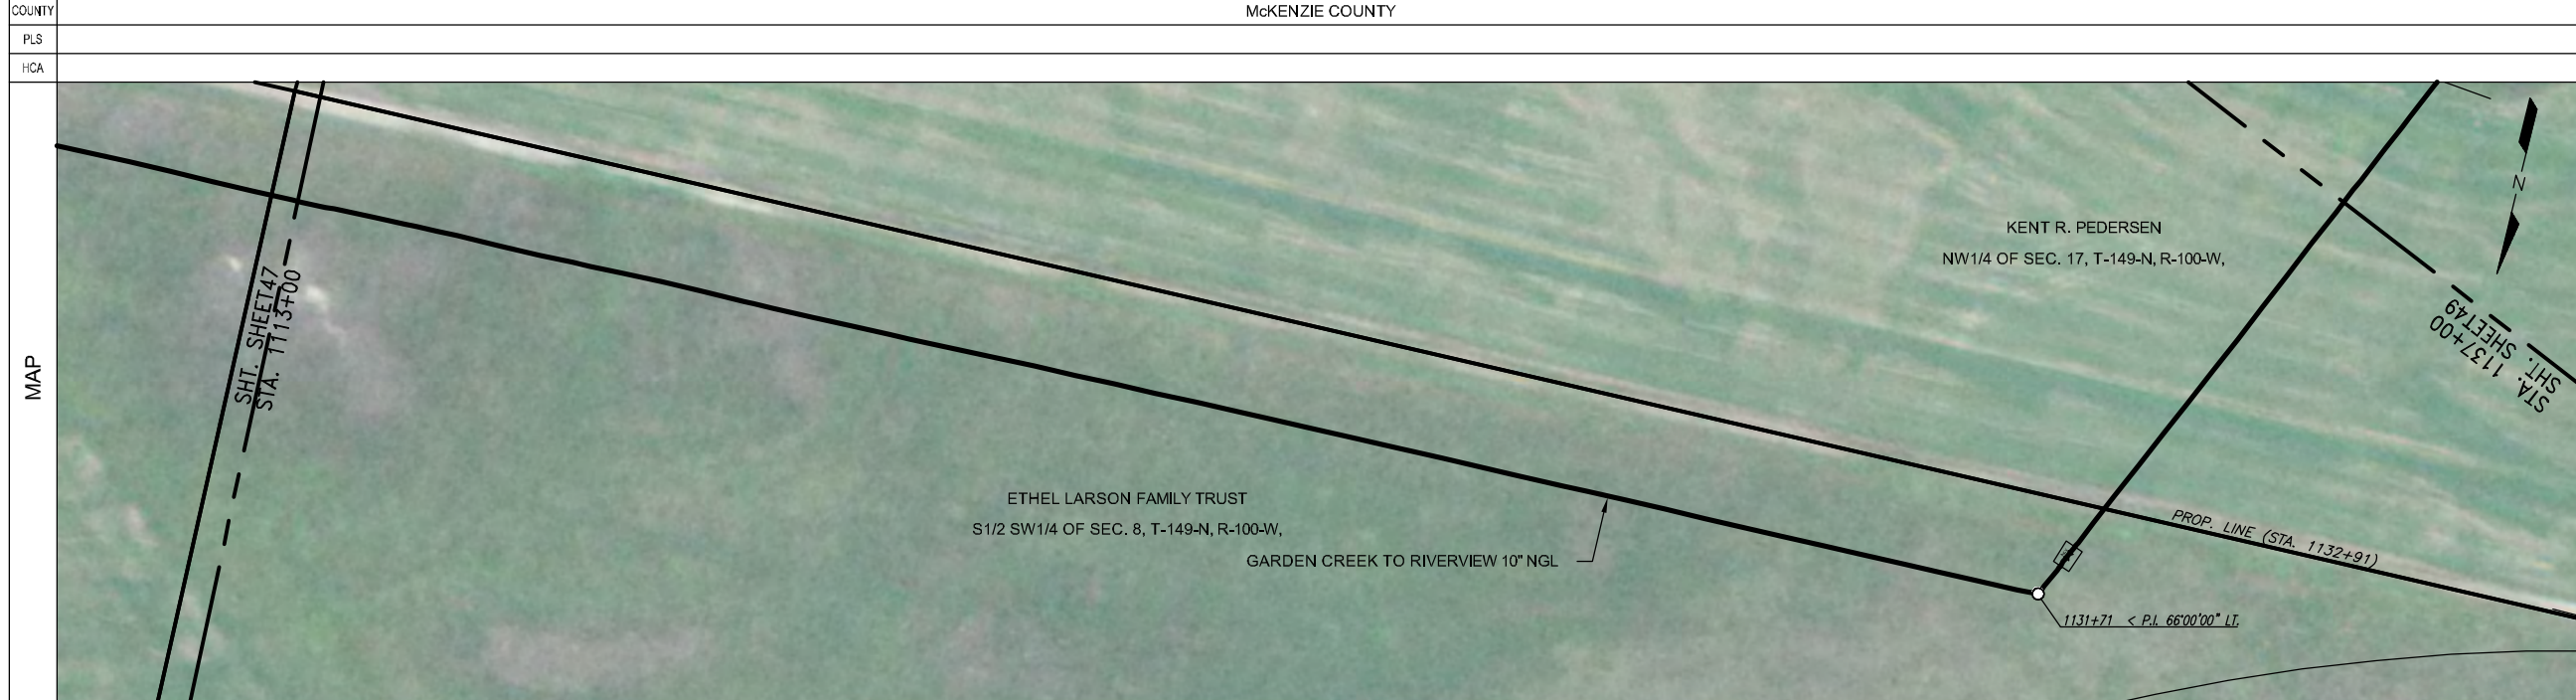 COUNTY
McKENZIE COUNTY
PLS
HCA
MAP
SHT. SHEET47
STA. 1113+00
KENT R. PEDERSEN
NW1/4 OF SEC. 17, T-149-N, R-100-W,
N
STA. 1137+00
SHT. SHEET49
ETHEL LARSON FAMILY TRUST
S1/2 SW1/4 OF SEC. 8, T-149-N, R-100-W,
GARDEN CREEK TO RIVERVIEW 10" NGL
PROP. LINE (STA. 1132+91)
1131+71 < P.I. 66°00'00" LT.